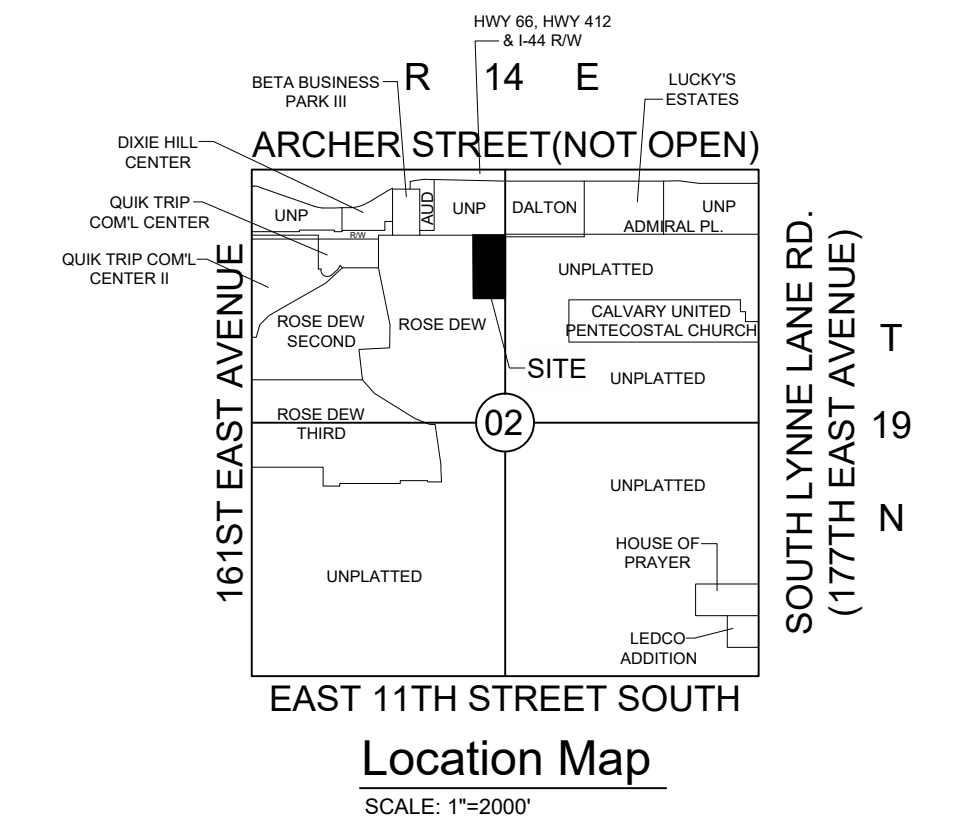 HWY 66, HWY 412
& I-44 R/W
R 14 E
BETA BUSINESS
PARK III
LUCKY'S
ESTATES
ARCHER STREET(NOT OPEN)
DIXIE HILL
CENTER
QUIK TRIP
COM'L CENTER
QUIK TRIP COM'L
CENTER II
UNP
R/W
AUD
UNP
DALTON
UNP
ADMIRAL PL.
UNPLATTED
ROSE DEW
SECOND
ROSE DEW
CALVARY UNITED
PENTECOSTAL CHURCH
SITE
UNPLATTED
ROSE DEW
THIRD
02
UNPLATTED
UNPLATTED
HOUSE OF
PRAYER
LEDCO
ADDITION
161ST EAST AVENUE
SOUTH LYNNE LANE RD.
(177TH EAST AVENUE)
T
19
N
EAST 11TH STREET SOUTH
Location Map
SCALE: 1"=2000'